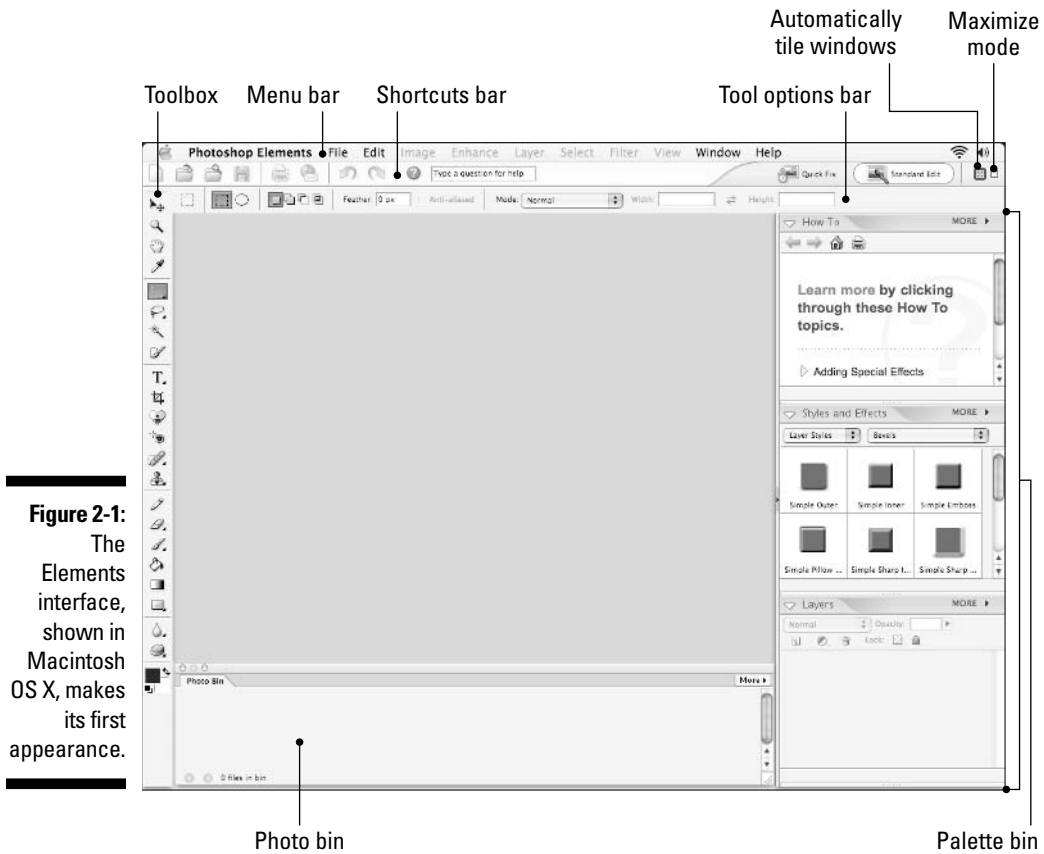 Automatically
tile windows
Maximize
mode
Toolbox
Menu bar
Shortcuts bar
Tool options bar
Photoshop Elements File Edit Image Enhance Layer Select Filter View Window Help
Type a question for help
Quick Fix
Standard Edit
Feather: 0 px
Anti-aliased
Mode: Normal
Width:
Height:
How To
MORE
Learn more by clicking
through these How To
topics.
Adding Special Effects
Styles and Effects
MORE
Layer Styles
Bevels
Simple Outer
Simple Inner
Simple Emboss
Simple Pillow ...
Simple Sharp I...
Simple Sharp ...
Layers
MORE
Normal
Opacity:
Lock:
Photo Bin
More
0 files in bin
Figure 2-1:
The
Elements
interface,
shown in
Macintosh
OS X, makes
its first
appearance.
Photo bin
Palette bin